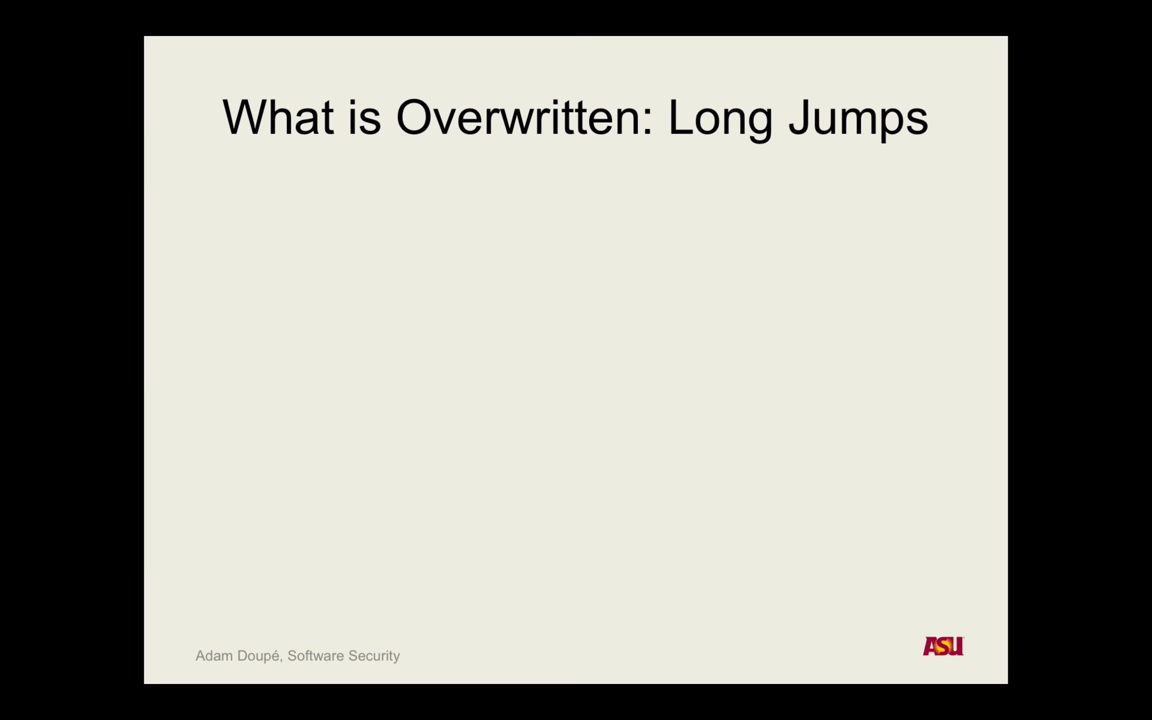 What is Overwritten: Long Jumps
Adam Doupé, Software Security
ASU